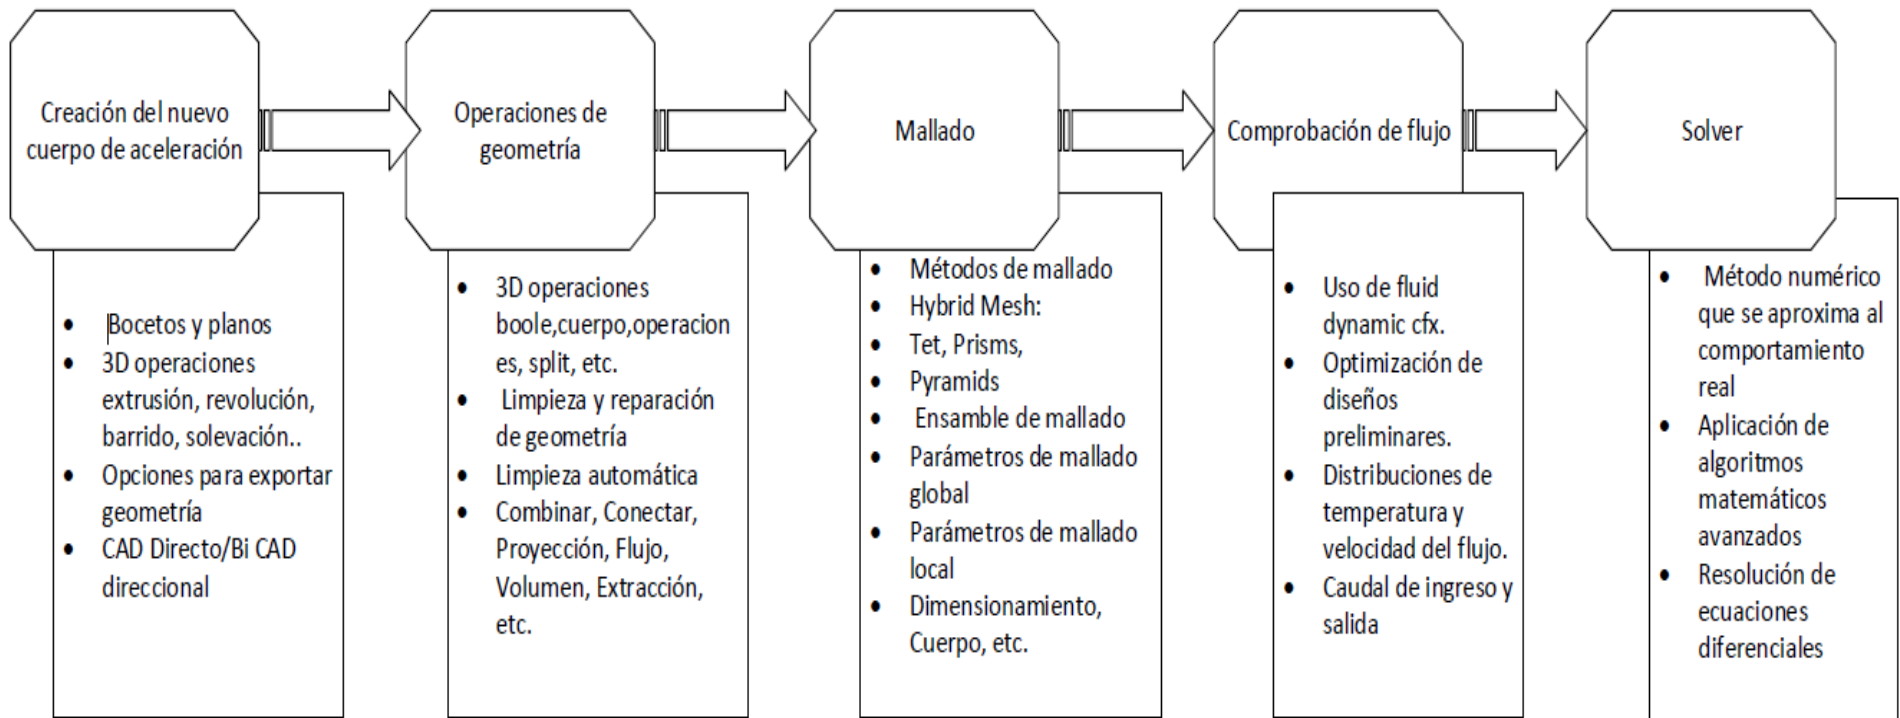 Creación del nuevo
cuerpo de aceleración
• Bocetos y planos
• 3D operaciones
extrusión, revolución,
barrido, solevación..
• Opciones para exportar
geometría
• CAD Directo/Bi CAD
direccional
Operaciones de
geometría
• 3D operaciones
boole,cuerpo,operacion
es, split, etc.
• Limpieza y reparación
de geometría
• Limpieza automática
• Combinar, Conectar,
Proyección, Flujo,
Volumen, Extracción,
etc.
Mallado
• Métodos de mallado
• Hybrid Mesh:
• Tet, Prisms,
• Pyramids
• Ensamble de mallado
• Parámetros de mallado
global
• Parámetros de mallado
local
• Dimensionamiento,
Cuerpo, etc.
Comprobación de flujo
• Uso de fluid
dynamic cfx.
• Optimización de
diseños
preliminares.
• Distribuciones de
temperatura y
velocidad del flujo.
• Caudal de ingreso y
salida
Solver
• Método numérico
que se aproxima al
comportamiento
real
• Aplicación de
algoritmos
matemáticos
avanzados
• Resolución de
ecuaciones
diferenciales